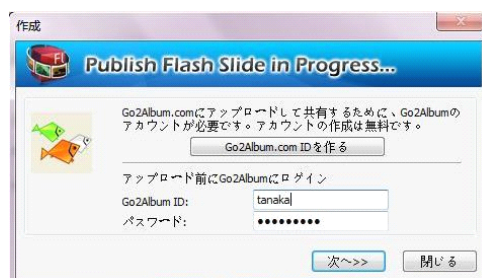 作成
Publish Flash Slide in Progress...
Go2Album.comにアップロードして共有するために、Go2Albumの
アカウントが必要です。アカウントの作成は無料です。
Go2Album.com IDを作る
アップロード前にGo2Albumにログイン
Go2Album ID: tanaka
パスワード: •••••••••
次へ>> 閉じる